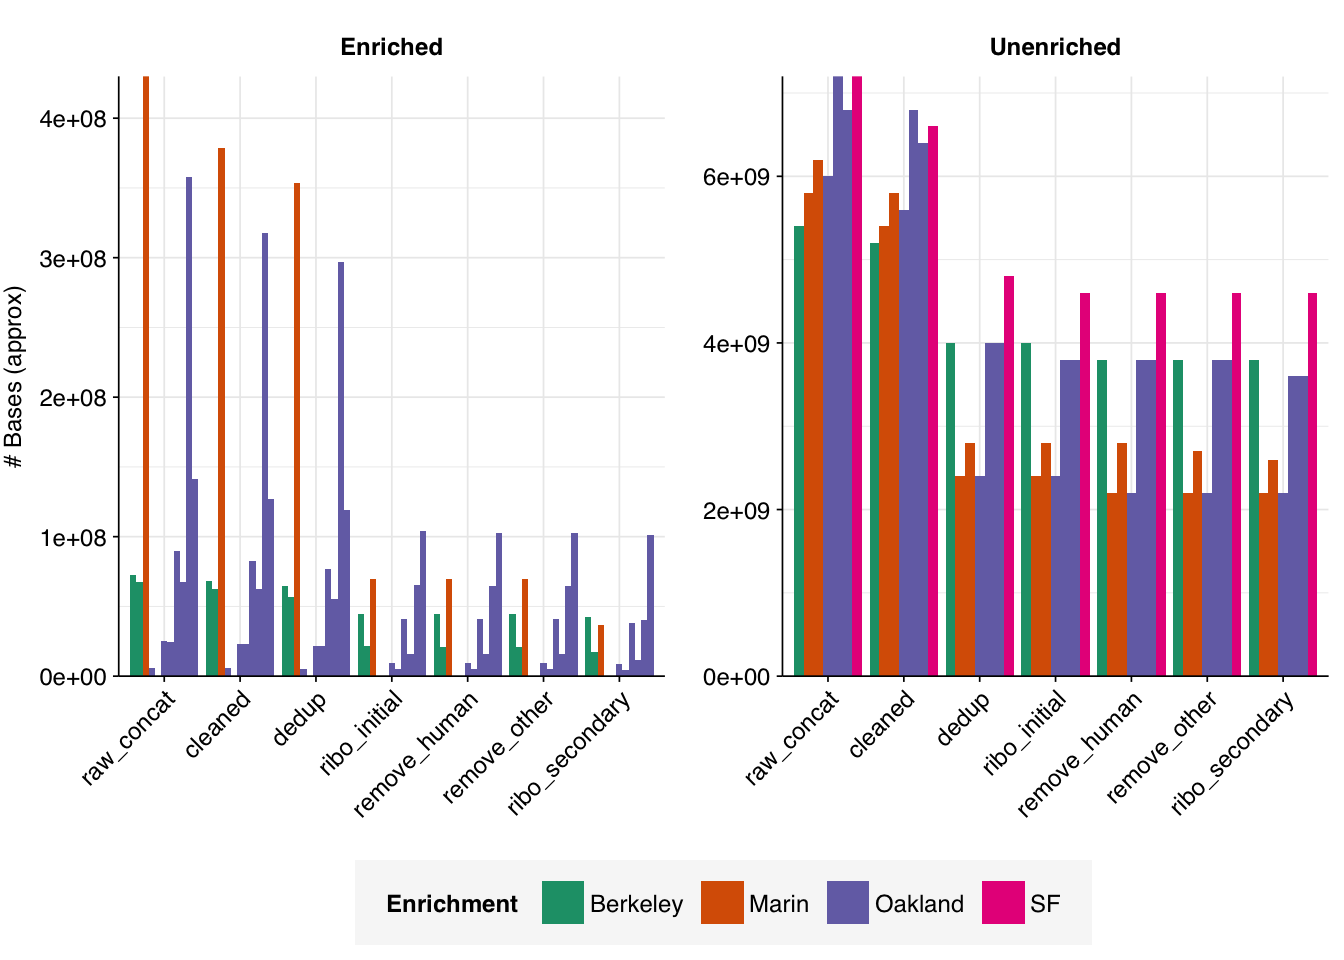 Enriched
Unenriched
# Bases (approx)
4e+08
3e+08
2e+08
1e+08
0e+00
raw_concat
cleaned
dedup
ribo_initial
remove_human
remove_other
ribo_secondary
6e+09
4e+09
2e+09
0e+00
raw_concat
cleaned
dedup
ribo_initial
remove_human
remove_other
ribo_secondary
Enrichment Berkeley Marin Oakland SF